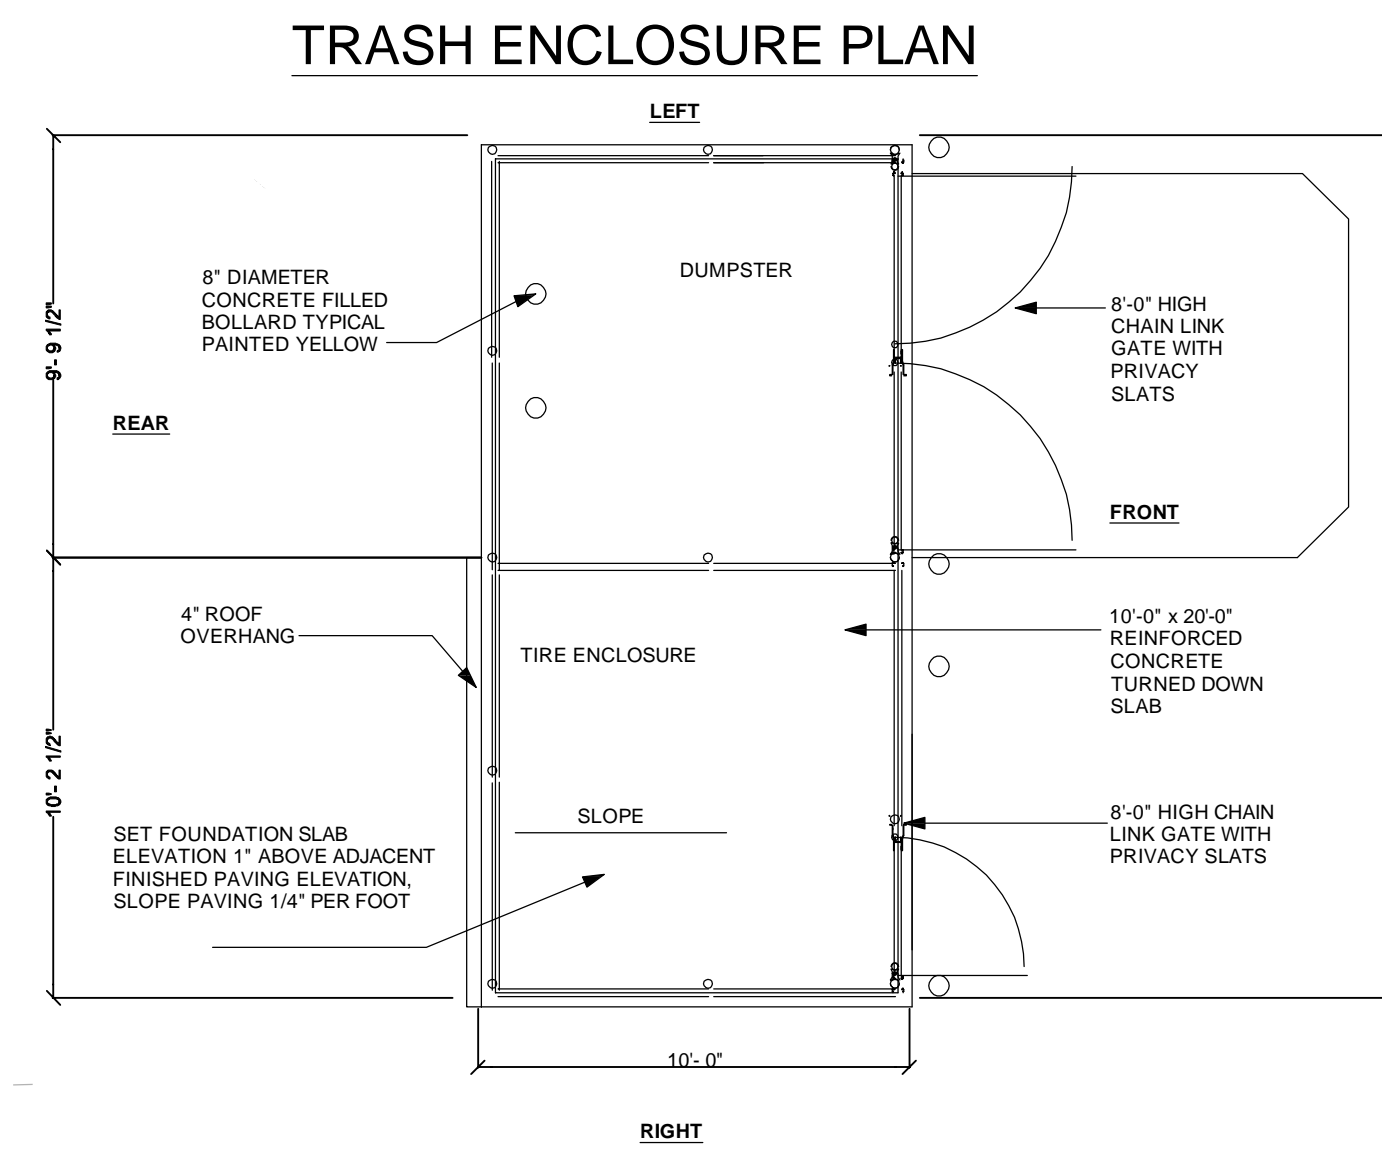 TRASH ENCLOSURE PLAN
LEFT
8" DIAMETER
CONCRETE FILLED
BOLLARD TYPICAL
PAINTED YELLOW
DUMPSTER
8'-0" HIGH
CHAIN LINK
GATE WITH
PRIVACY
SLATS
9'- 9 1/2"
REAR
FRONT
4" ROOF
OVERHANG
TIRE ENCLOSURE
10'-0" x 20'-0"
REINFORCED
CONCRETE
TURNED DOWN
SLAB
10'- 2 1/2"
SLOPE
8'-0" HIGH CHAIN
LINK GATE WITH
PRIVACY SLATS
SET FOUNDATION SLAB
ELEVATION 1" ABOVE ADJACENT
FINISHED PAVING ELEVATION,
SLOPE PAVING 1/4" PER FOOT
10'- 0"
RIGHT